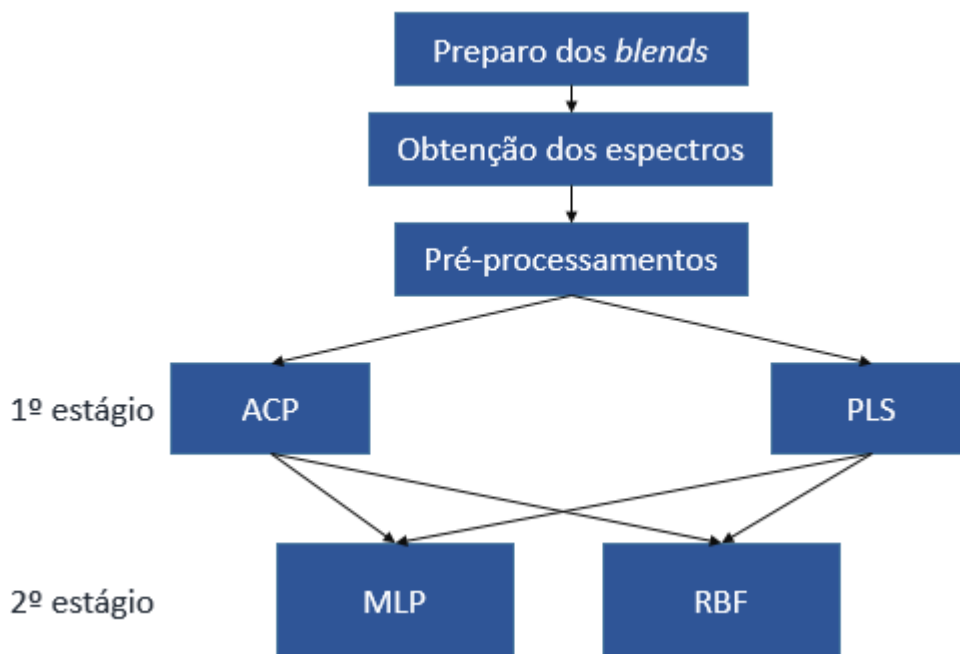 Preparo dos blends
Obtenção dos espectros
Pré-processamentos
1º estágio
ACP
PLS
2º estágio
MLP
RBF